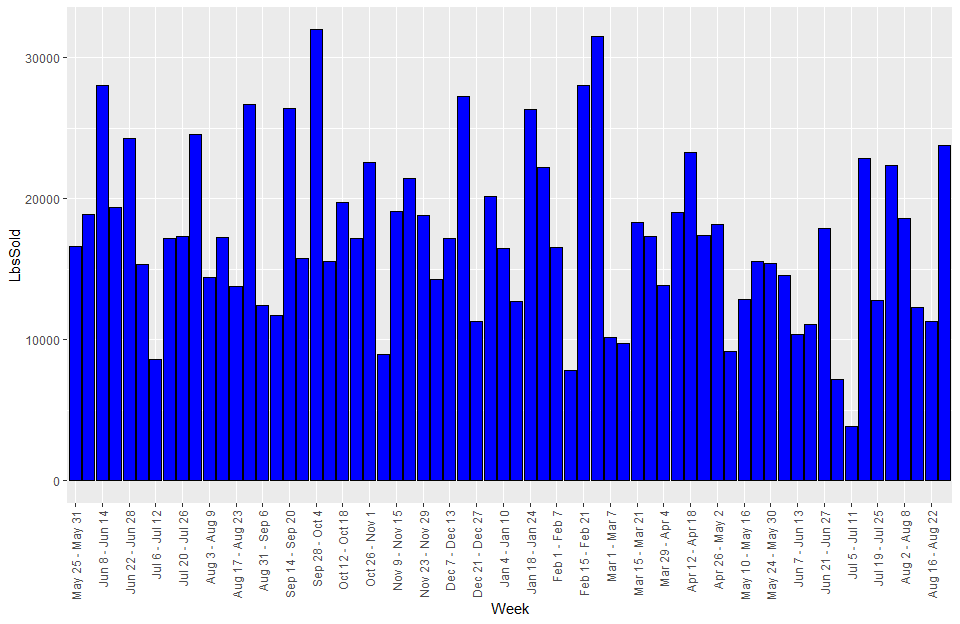 LbsSold
30000
20000
10000
0
May 25 - May 31
Jun 8 - Jun 14
Jun 22 - Jun 28
Jul 6 - Jul 12
Jul 20 - Jul 26
Aug 3 - Aug 9
Aug 17 - Aug 23
Aug 31 - Sep 6
Sep 14 - Sep 20
Sep 28 - Oct 4
Oct 12 - Oct 18
Oct 26 - Nov 1
Nov 9 - Nov 15
Nov 23 - Nov 29
Dec 7 - Dec 13
Dec 21 - Dec 27
Jan 4 - Jan 10
Jan 18 - Jan 24
Feb 1 - Feb 7
Feb 15 - Feb 21
Mar 1 - Mar 7
Mar 15 - Mar 21
Mar 29 - Apr 4
Apr 12 - Apr 18
Apr 26 - May 2
May 10 - May 16
May 24 - May 30
Jun 7 - Jun 13
Jun 21 - Jun 27
Jul 5 - Jul 11
Jul 19 - Jul 25
Aug 2 - Aug 8
Aug 16 - Aug 22
Week